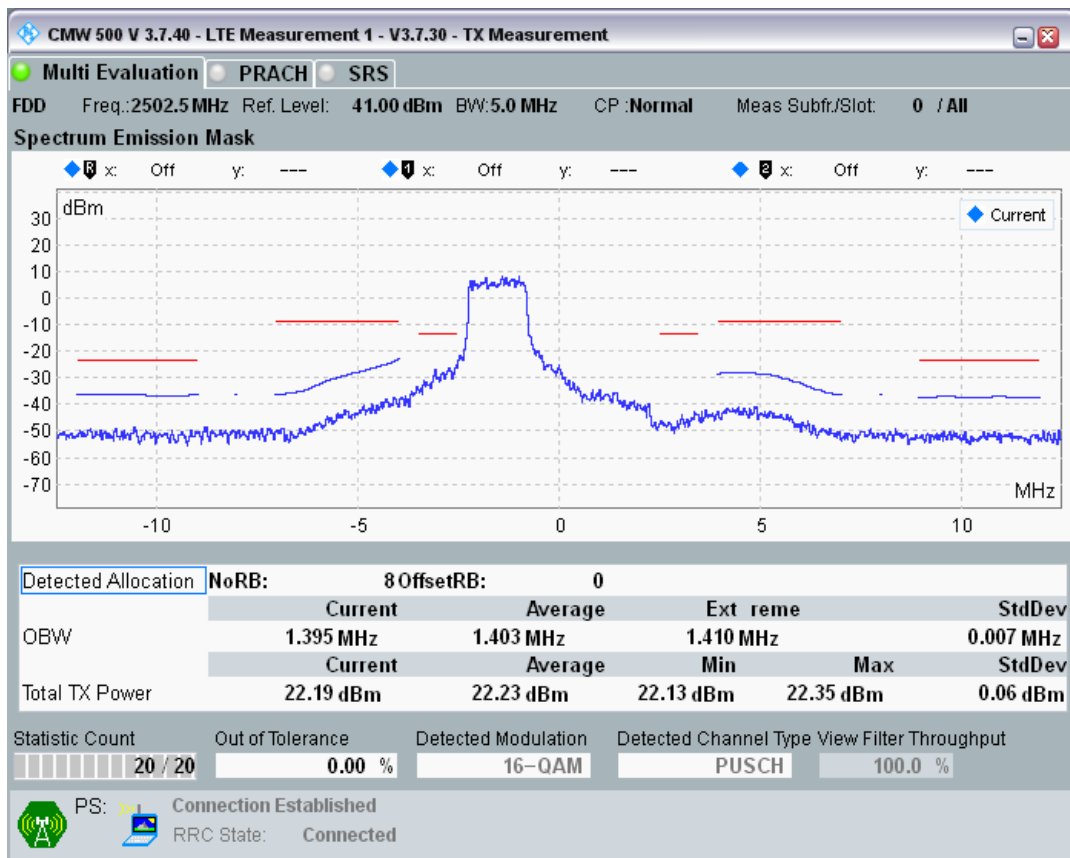 CMW 500 V 3.7.40 - LTE Measurement 1 - V3.7.30 - TX Measurement
Multi Evaluation PRACH SRS
FDD Freq.:2502.5 MHz Ref. Level: 41.00 dBm BW:5.0 MHz CP :Normal Meas Subfr./Slot: 0 / All
Spectrum Emission Mask
R x: Off y: --- 1 x: Off y: --- 2 x: Off y: ---
dBm
Current
30
20
10
0
-10
-20
-30
-40
-50
-60
-70
MHz
-10 -5 0 5 10
Detected Allocation NoRB: 8 OffsetRB: 0
Current Average Ext reme StdDev
OBW 1.395 MHz 1.403 MHz 1.410 MHz 0.007 MHz
Current Average Min Max StdDev
Total TX Power 22.19 dBm 22.23 dBm 22.13 dBm 22.35 dBm 0.06 dBm
Statistic Count Out of Tolerance Detected Modulation Detected Channel Type View Filter Throughput
20 / 20 0.00 % 16-QAM PUSCH 100.0 %
PS: Connection Established
RRC State: Connected